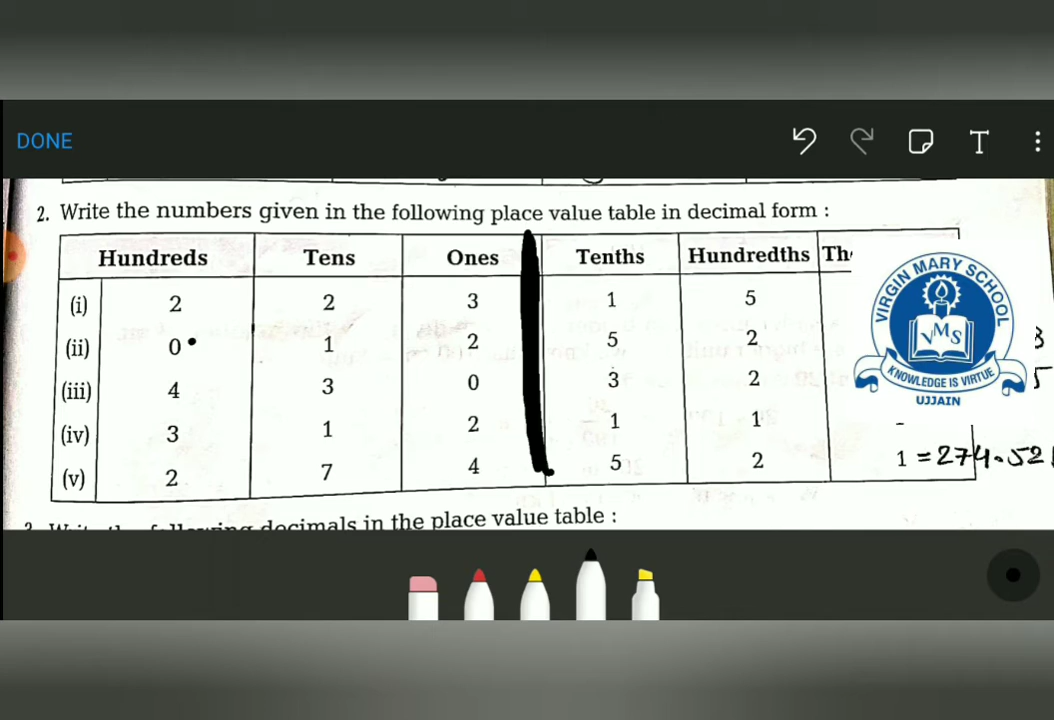 DONE
T
2. Write the numbers given in the following place value table in decimal form :
Hundreds Tens Ones Tenths Hundredths Th
(i) 2 2 3 1 5
(ii) 0 1 2 5 2
(iii) 4 3 0 3 2
(iv) 3 1 2 1 1 -
(v) 2 7 4 5 2 1 = 274.52
VIRGIN MARY SCHOOL
VMS
KNOWLEDGE IS VIRTUE
UJJAIN
decimals in the place value table :